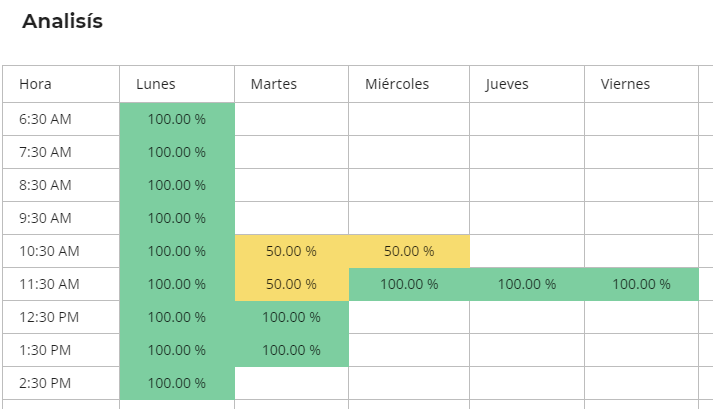 Analisís
Hora Lunes Martes Miércoles Jueves Viernes
6:30 AM 100.00 %
7:30 AM 100.00 %
8:30 AM 100.00 %
9:30 AM 100.00 %
10:30 AM 100.00 % 50.00 % 50.00 %
11:30 AM 100.00 % 50.00 % 100.00 % 100.00 % 100.00 %
12:30 PM 100.00 % 100.00 %
1:30 PM 100.00 % 100.00 %
2:30 PM 100.00 %